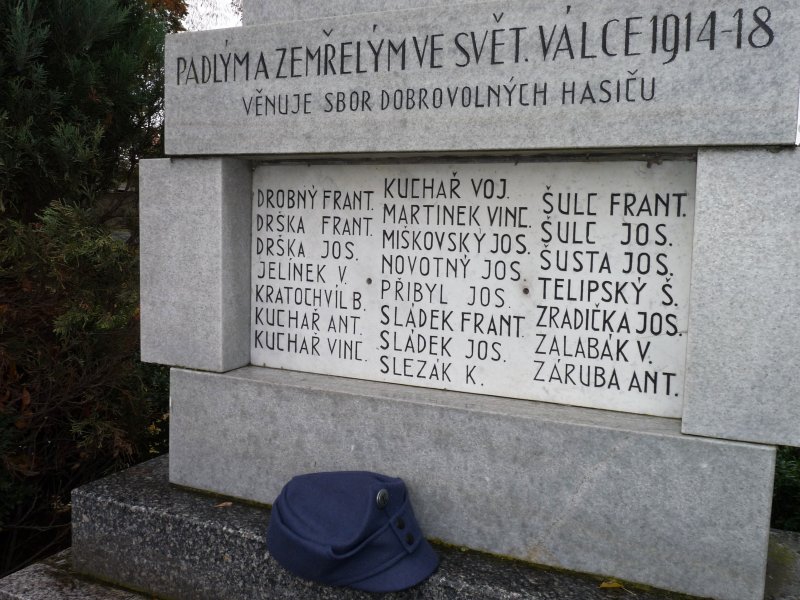 PADLÝM A ZEMŘELÝM VE SVĚT. VÁLCE 1914-18
VĚNUJE SBOR DOBROVOLNÝCH HASIČU
DROBNÝ FRANT.
DRŠKA FRANT.
DRŠKA JOS.
JELÍNEK V.
KRATOCHVÍL B.
KUCHAŘ ANT.
KUCHAŘ VINC.
KUCHAŘ VOJ.
MARTINEK VINC.
MIŠKOVSKÝ JOS.
NOVOTNÝ JOS.
PŘIBYL JOS.
SLÁDEK FRANT.
SLÁDEK JOS.
SLEZÁK K.
ŠULC FRANT.
ŠULC JOS.
ŠUSTA JOS.
TELIPSKÝ Š.
ZRADIČKA JOS.
ZALABÁK V.
ZÁRUBA ANT.